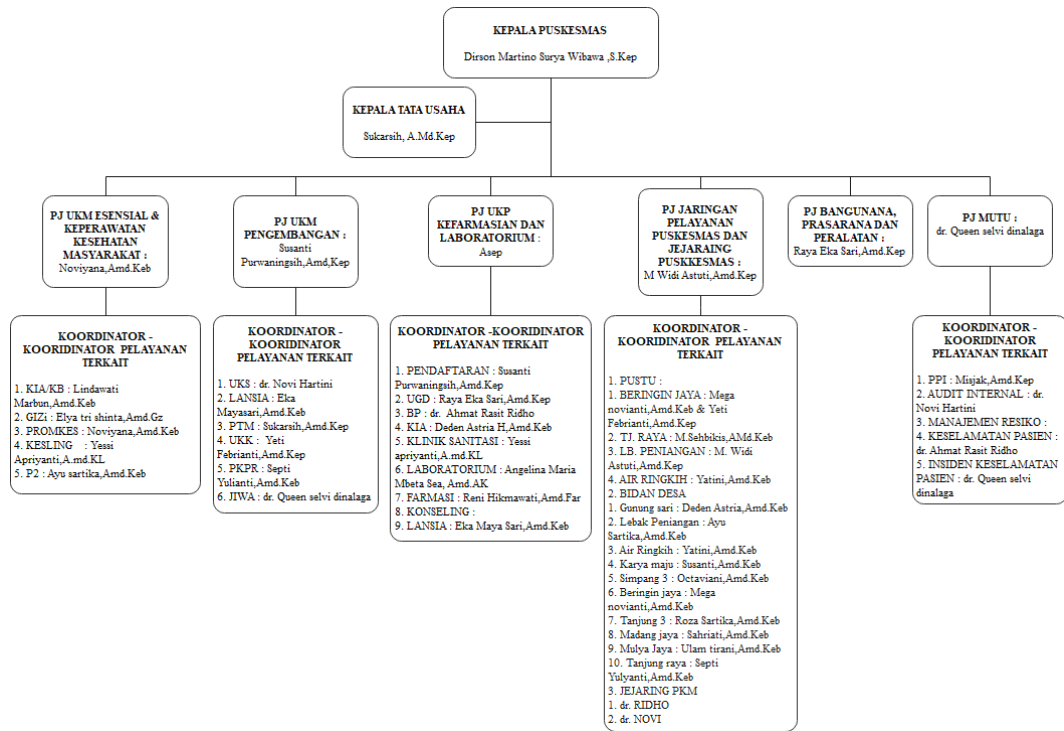 KEPALA PUSKESMAS
Dirson Martino Surya Wibawa ,S.Kep
KEPALA TATA USAHA
Sukarsih, A.Md.Kep
PJ UKM ESENSIAL &
KEPERAWATAN
KESEHATAN
MASYARAKAT :
Noviyana,Amd.Keb
PJ UKM
PENGEMBANGAN :
Susanti
Purwaningsih,Amd,Kep
PJ UKP
KEFARMASIAN DAN
LABORATORIUM :
Asep
PJ JARINGAN
PELAYANAN
PUSKESMAS DAN
JEJARAING
PUSKKESMAS :
M Widi Astuti,Amd.Kep
PJ BANGUNANA,
PRASARANA DAN
PERALATAN :
Raya Eka Sari,Amd.Kep
PJ MUTU :
dr. Queen selvi dinalaga
KOORDINATOR -
KOORIDINATOR PELAYANAN
TERKAIT
1. KIA/KB : Lindawati
Marbun,Amd.Keb
2. GIZi : Elya tri shinta,Amd.Gz
3. PROMKES : Noviyana,Amd.Keb
4. KESLING : Yessi
Apriyanti,A.md.KL
5. P2 : Ayu sartika,Amd.Keb
KOORDINATOR -
KOORIDINATOR
PELAYANAN TERKAIT
1. UKS : dr. Novi Hartini
2. LANSIA : Eka
Mayasari,Amd.Keb
3. PTM : Sukarsih,Amd.Kep
4. UKK : Yeti
Febrianti,Amd.Kep
5. PKPR : Septi
Yulianti,Amd.Keb
6. JIWA : dr. Queen selvi dinalaga
KOORDINATOR -KOORIDINATOR
PELAYANAN TERKAIT
1. PENDAFTARAN : Susanti
Purwaningsih,Amd.Kep
2. UGD : Raya Eka Sari,Amd.Kep
3. BP : dr. Ahmat Rasit Ridho
4. KIA : Deden Astria H,Amd.Keb
5. KLINIK SANITASI : Yessi
apriyanti,A.md.KL
6. LABORATORIUM : Angelina Maria
Mbeta Sea, Amd.AK
7. FARMASI : Reni Hikmawati,Amd.Far
8. KONSELING :
9. LANSIA : Eka Maya Sari,Amd.Keb
KOORDINATOR -
KOORIDINATOR PELAYANAN
TERKAIT
1. PUSTU :
1. BERINGIN JAYA : Mega
novianti,Amd.Keb & Yeti
Febrianti,Amd.Kep
2. TJ. RAYA : M.Sehbikis,AMd.Keb
3. LB. PENIANGAN : M. Widi
Astuti,Amd.Kep
4. AIR RINGKIH : Yatini,Amd.Keb
2. BIDAN DESA
1. Gunung sari : Deden Astria,Amd.Keb
2. Lebak Peniangan : Ayu
Sartika,Amd.Keb
3. Air Ringkih : Yatini,Amd.Keb
4. Karya maju : Susanti,Amd.Keb
5. Simpang 3 : Octaviani,Amd.Keb
6. Beringin jaya : Mega
novianti,Amd.Keb
7. Tanjung 3 : Roza Sartika,Amd.Keb
8. Madang jaya : Sahriati,Amd.Keb
9. Mulya Jaya : Ulam tirani,Amd.Keb
10. Tanjung raya : Septi
Yulyanti,Amd.Keb
3. JEJARING PKM
1. dr. RIDHO
2. dr. NOVI
KOORDINATOR -
KOORIDINATOR
PELAYANAN TERKAIT
1. PPI : Misjak,Amd.Kep
2. AUDIT INTERNAL : dr.
Novi Hartini
3. MANAJEMEN RESIKO :
4. KESELAMATAN PASIEN :
dr. Ahmat Rasit Ridho
5. INSIDEN KESELAMATAN
PASIEN : dr. Queen selvi
dinalaga